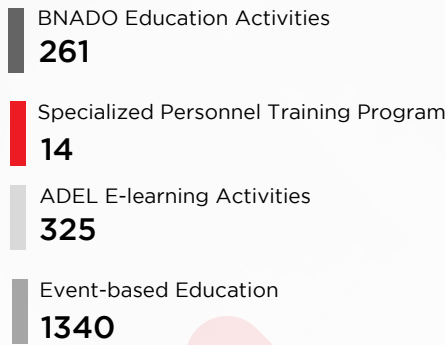 BNADO Education Activities
261
Specialized Personnel Training Program
14
ADEL E-learning Activities
325
Event-based Education
1340